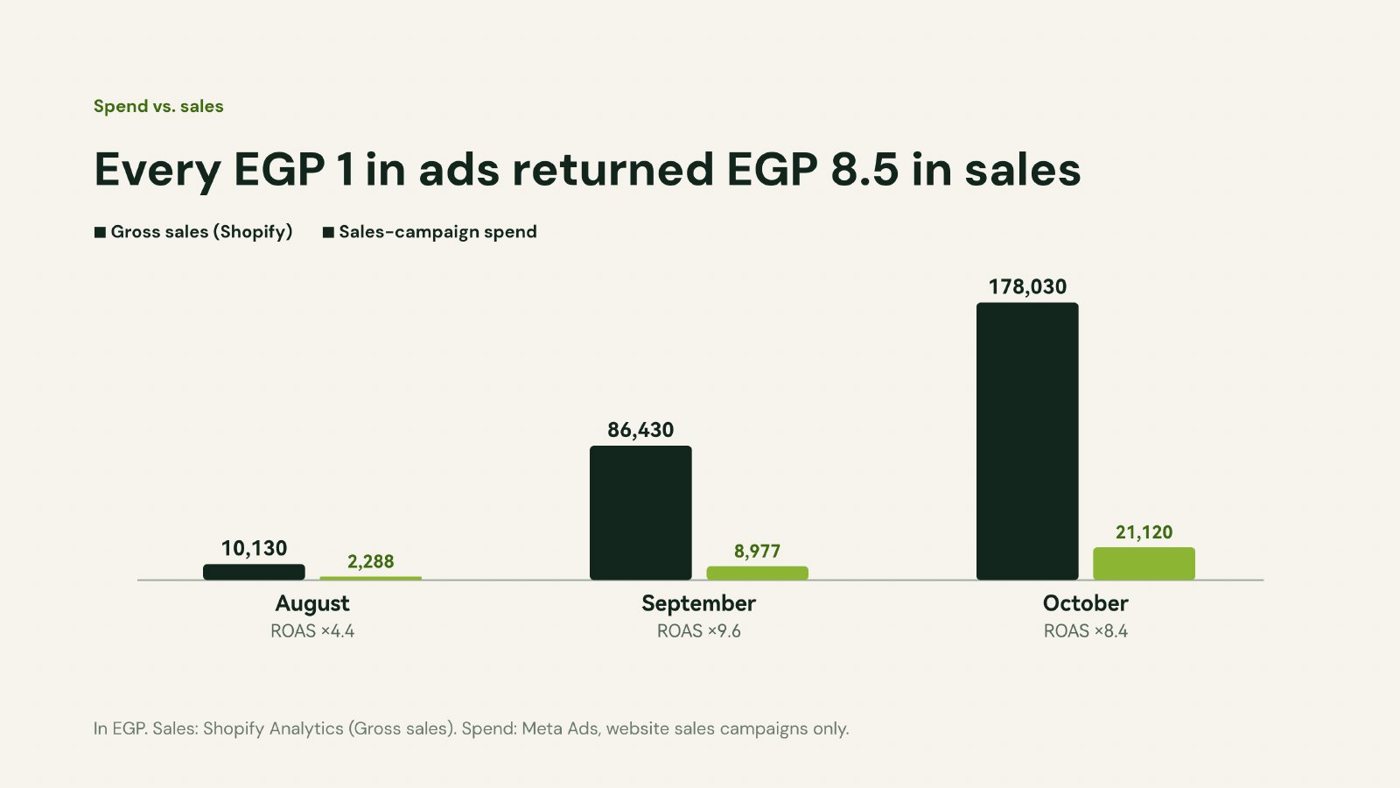 Spend vs. sales
Every EGP 1 in ads returned EGP 8.5 in sales
■ Gross sales (Shopify) ■ Sales-campaign spend
178,030
86,430
21,120
10,130
2,288
8,977
August
September
October
ROAS ×4.4
ROAS ×9.6
ROAS ×8.4
In EGP. Sales: Shopify Analytics (Gross sales). Spend: Meta Ads, website sales campaigns only.